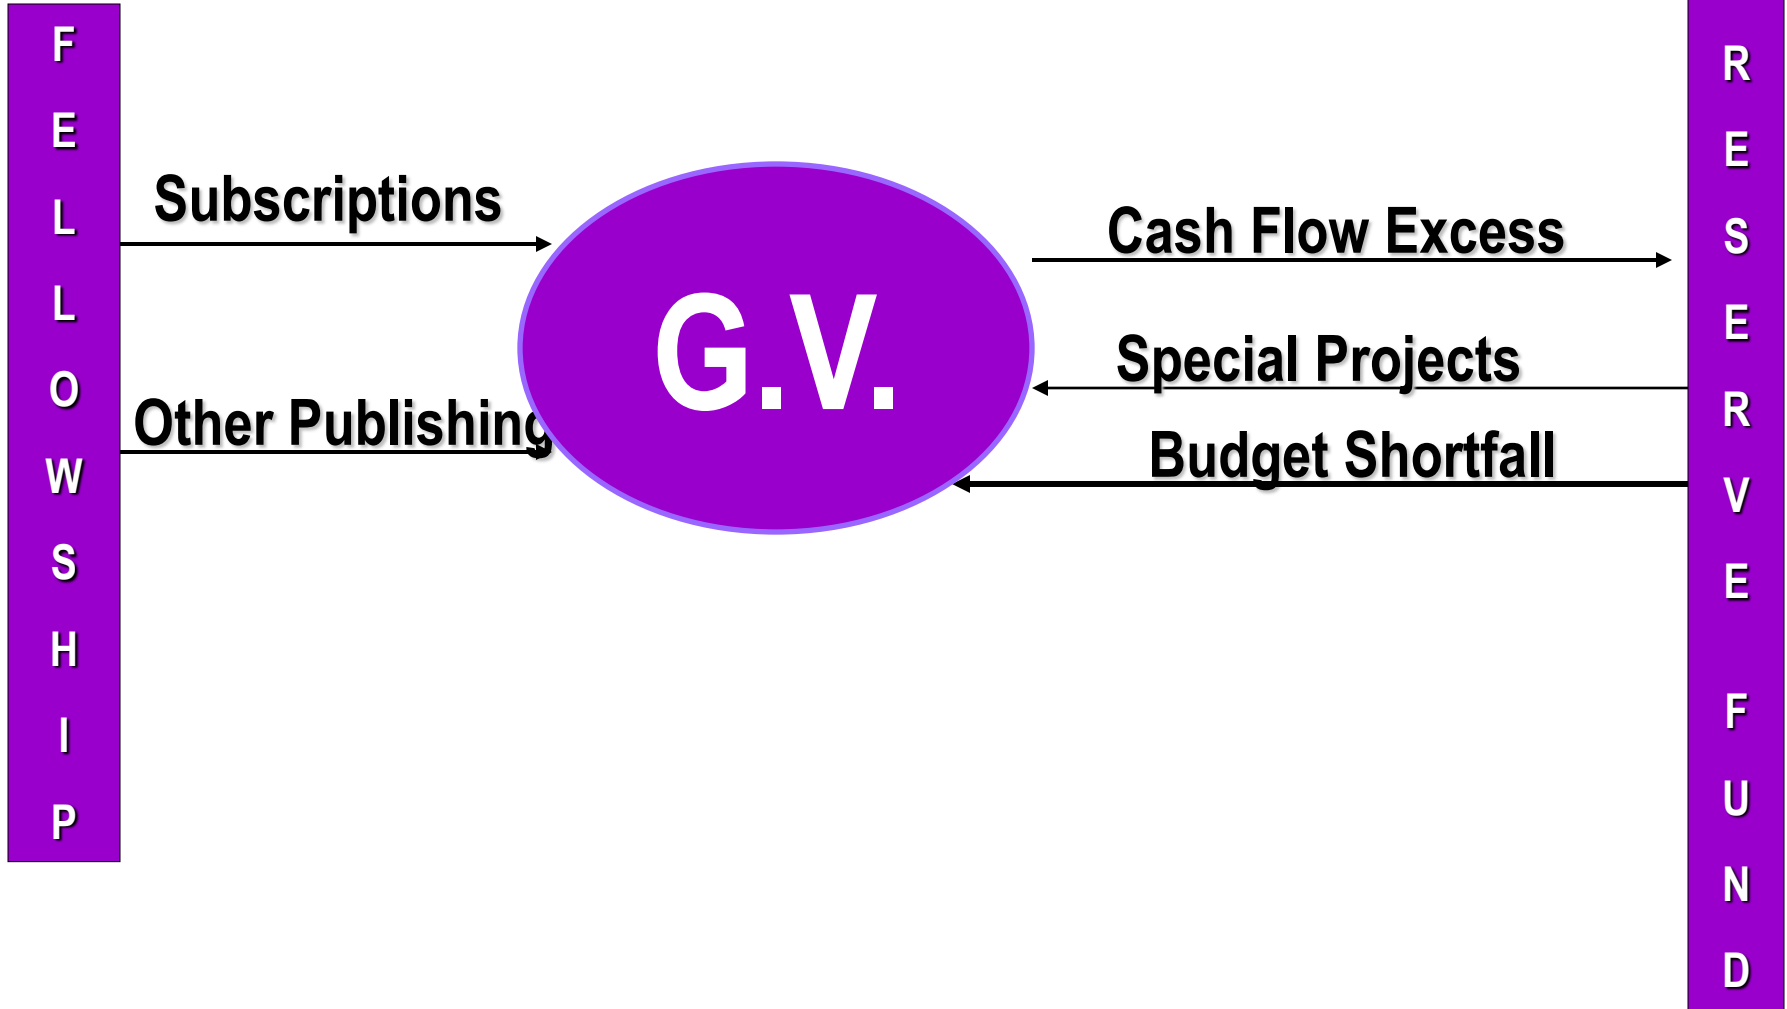 FELLOWSHIP
Subscriptions
Other Publishing
G.V.
Cash Flow Excess
Special Projects
Budget Shortfall
RESERVE FUND